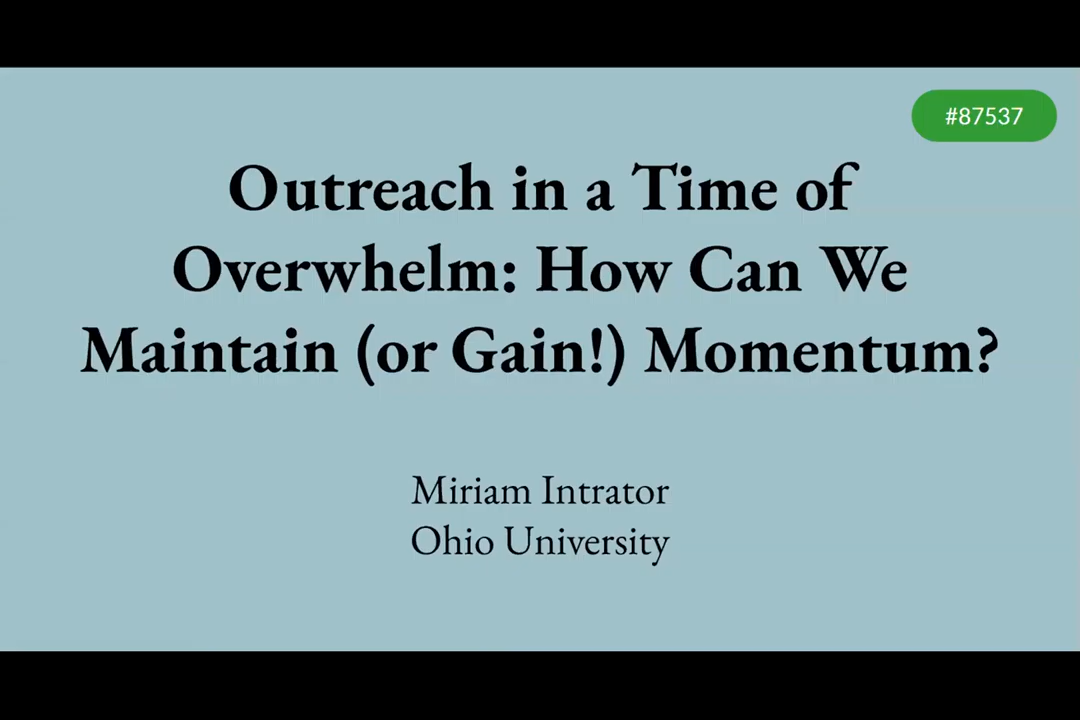 #87537
Outreach in a Time of
Overwhelm: How Can We
Maintain (or Gain!) Momentum?
Miriam Intrator
Ohio University